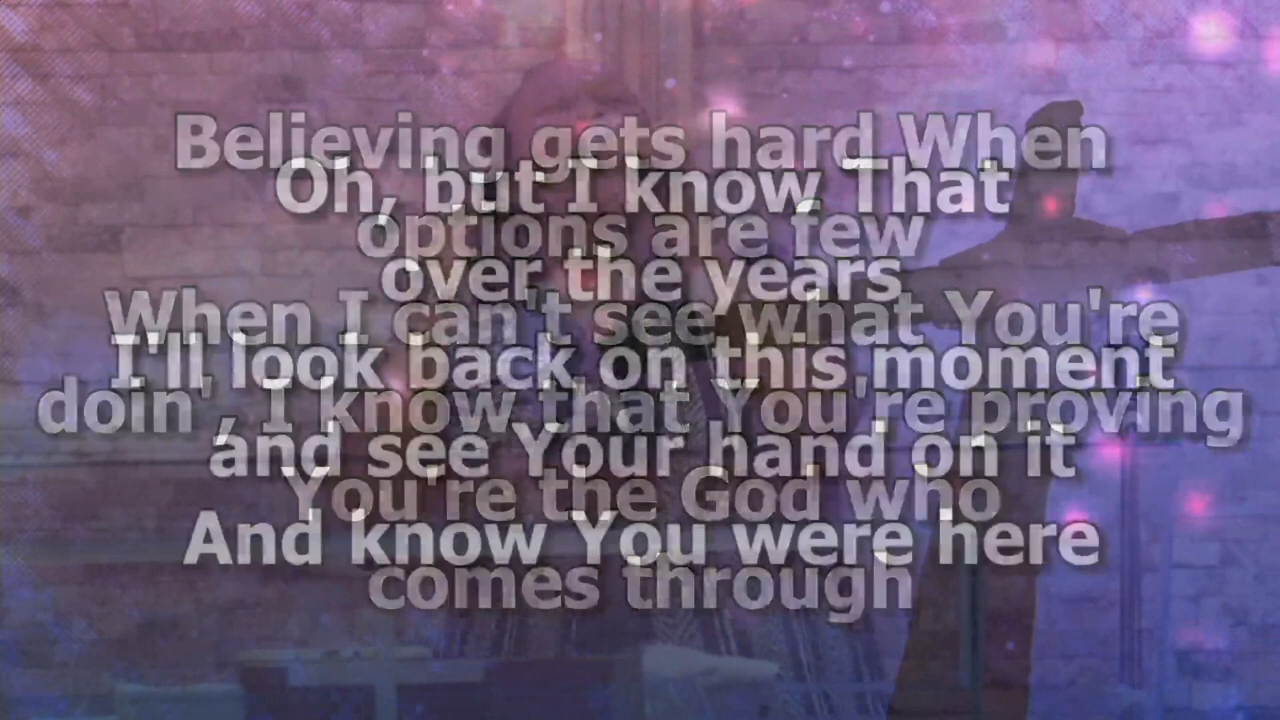 Believing gets hard When
Oh, but I know That
options are few
over the years
When I can't see what You're
I'll look back on this moment
doin', I know that You're proving
and see Your hand on it
You're the God who
And know You were here
comes through